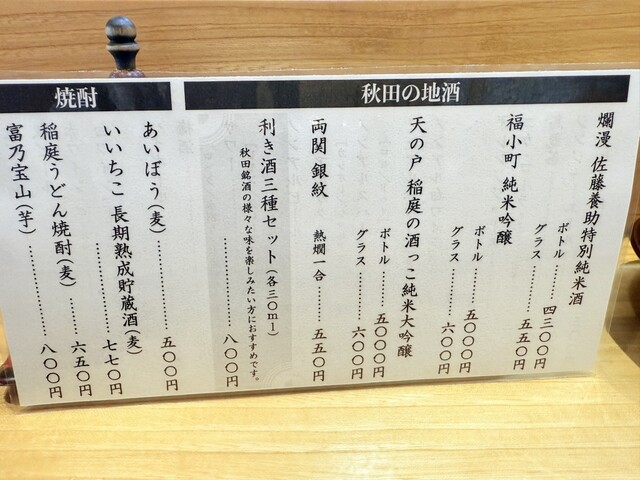 秋田の地酒
爛漫 佐藤養助特別純米酒
ボトル………四三〇〇円
グラス………五五〇円
福小町 純米吟醸
ボトル………五〇〇〇円
グラス………六〇〇円
天の戸 稲庭の酒っこ純米大吟醸
ボトル………五〇〇〇円
グラス………六〇〇円
両関 銀紋
熱燗一合………五五〇円
利き酒三種セット(各三〇ml)
秋田銘酒の様々な味を楽しみたい方におすすめです。
………八〇〇円
焼酎
あいぼう(麦)
………五〇〇円
いいちこ 長期熟成貯蔵酒(麦)
………七七〇円
稲庭うどん焼酎(麦)
………六五〇円
富乃宝山(芋)
………八〇〇円